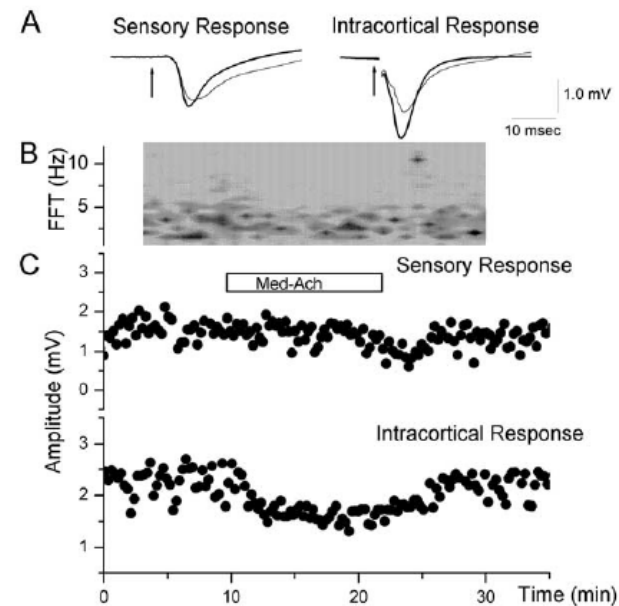 A
Sensory Response
Intracortical Response
1.0 mV
10 msec
B
FFT (Hz)
10
5
C
Sensory Response
Med-Ach
Amplitude (mV)
3
2
1
0
Intracortical Response
3
2
1
0
10
20
30
Time (min)